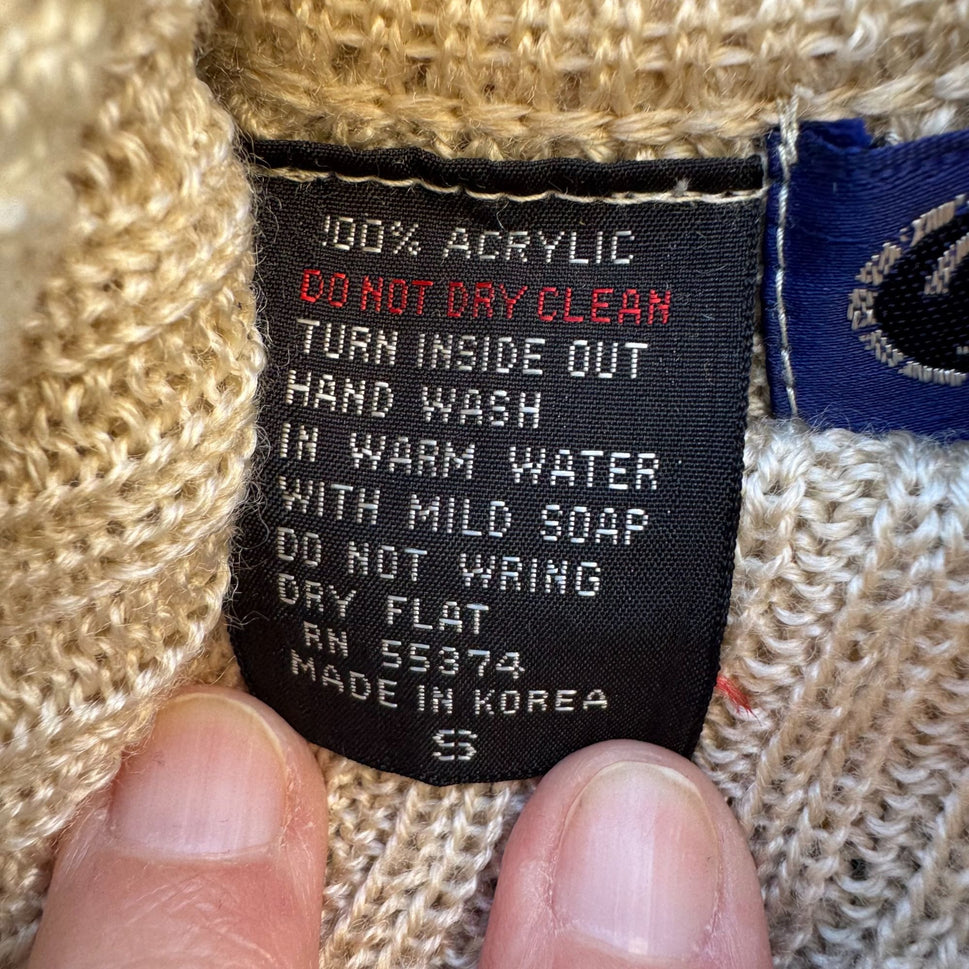 100% ACRYLIC
DO NOT DRY CLEAN
TURN INSIDE OUT
HAND WASH
IN WARM WATER
WITH MILD SOAP
DO NOT WRING
DRY FLAT
RN 55374
MADE IN KOREA
S